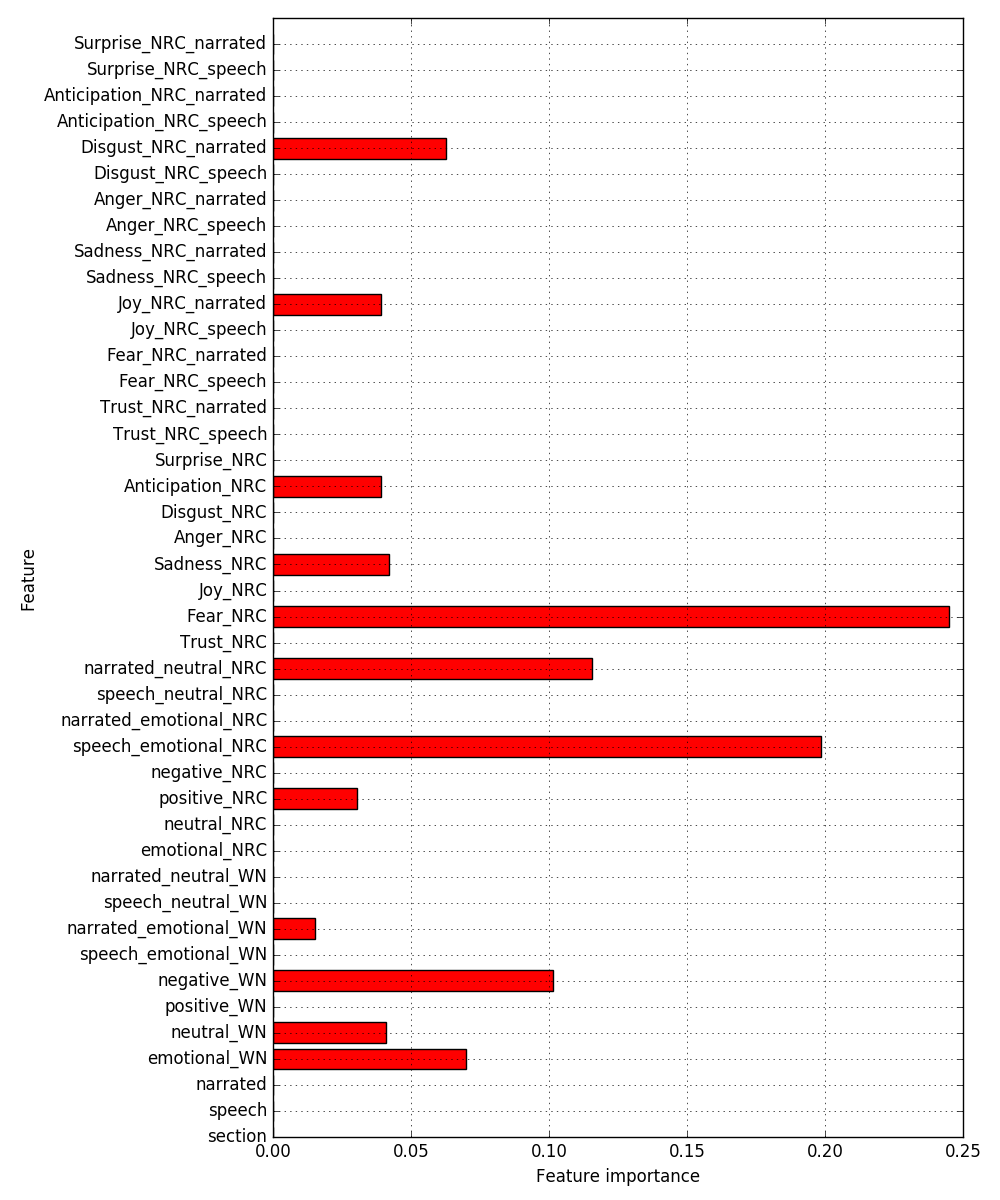 Surprise_NRC_narrated
Surprise_NRC_speech
Anticipation_NRC_narrated
Anticipation_NRC_speech
Disgust_NRC_narrated
Disgust_NRC_speech
Anger_NRC_narrated
Anger_NRC_speech
Sadness_NRC_narrated
Sadness_NRC_speech
Joy_NRC_narrated
Joy_NRC_speech
Fear_NRC_narrated
Fear_NRC_speech
Trust_NRC_narrated
Trust_NRC_speech
Surprise_NRC
Anticipation_NRC
Disgust_NRC
Anger_NRC
Sadness_NRC
Joy_NRC
Fear_NRC
Trust_NRC
narrated_neutral_NRC
speech_neutral_NRC
narrated_emotional_NRC
speech_emotional_NRC
negative_NRC
positive_NRC
neutral_NRC
emotional_NRC
narrated_neutral_WN
speech_neutral_WN
narrated_emotional_WN
speech_emotional_WN
negative_WN
positive_WN
neutral_WN
emotional_WN
narrated
speech
section
Feature
0.00 0.05 0.10 0.15 0.20 0.25
Feature importance